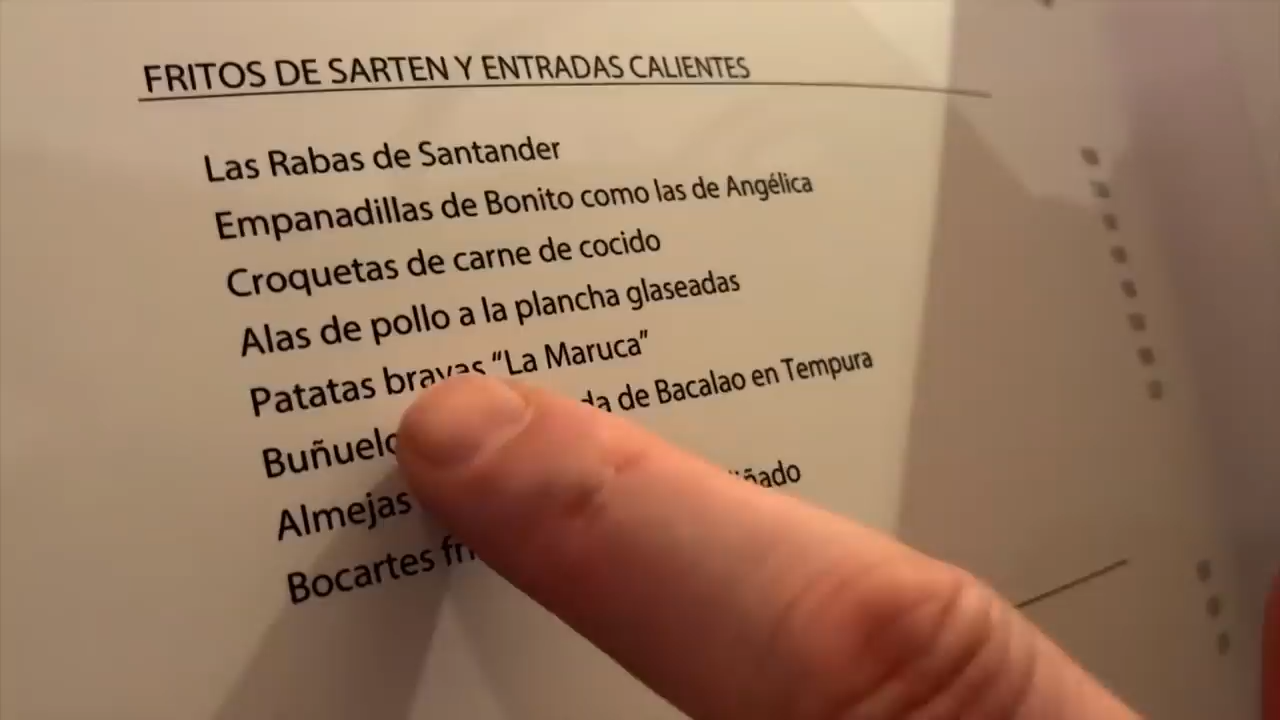 FRITOS DE SARTEN Y ENTRADAS CALIENTES
Las Rabas de Santander
Empanadillas de Bonito como las de Angélica
Croquetas de carne de cocido
Alas de pollo a la plancha glaseadas
Patatas bravas “La Maruca”
de Bacalao en Tempura
Almejas
Bocartes